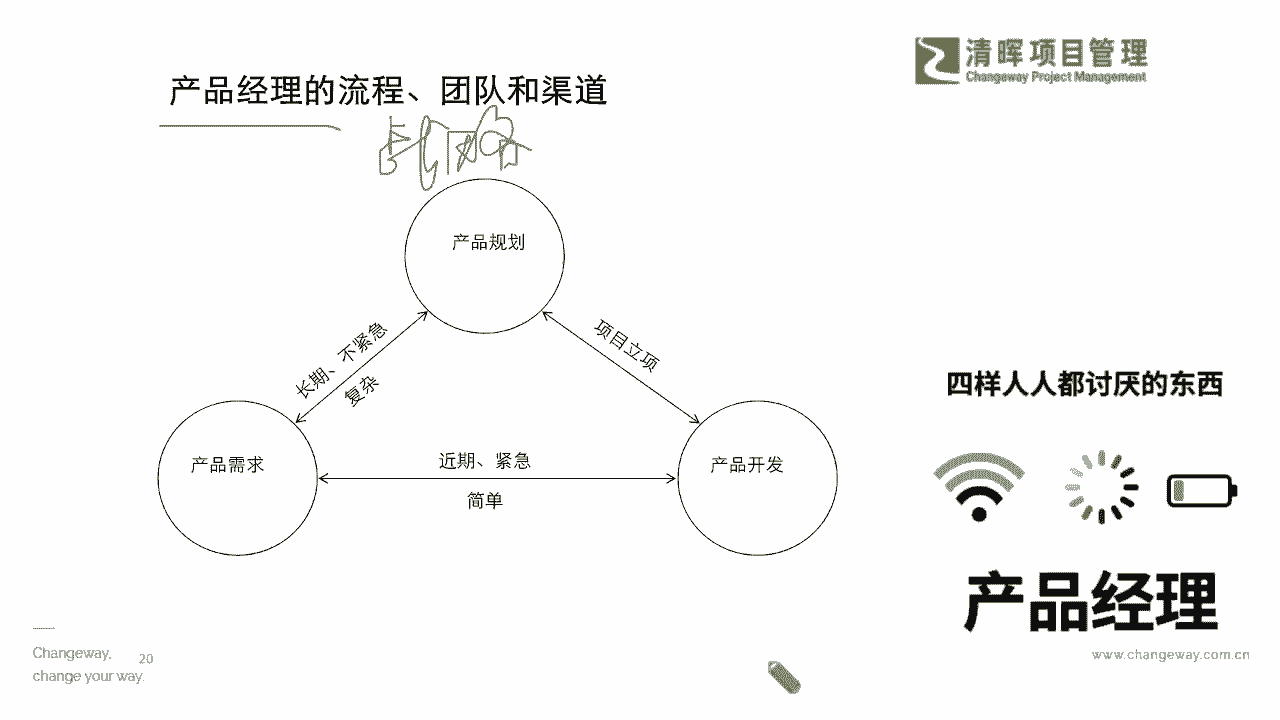 清晖项目管理
Changeway Project Management
产品经理的流程、团队和渠道
战略
产品规划
长期、不紧急
复杂
项目立项
产品需求
近期、紧急
简单
产品开发
四样人人都讨厌的东西
产品经理
Changeway,
change your way.
20
www.changeway.com.cn